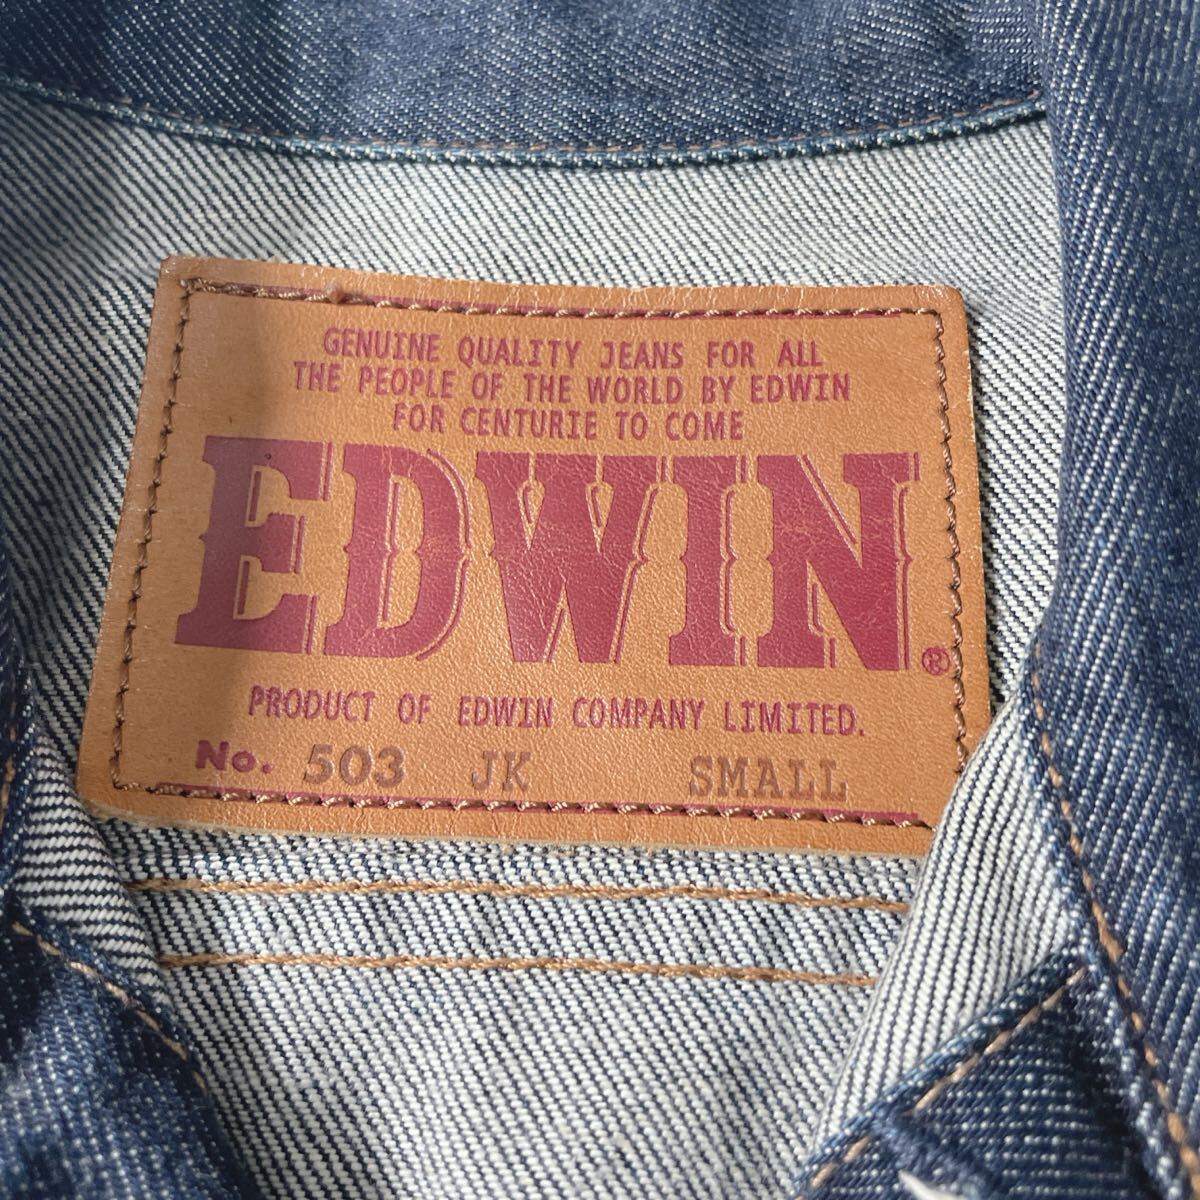 GENUINE QUALITY JEANS FOR ALL
THE PEOPLE OF THE WORLD BY EDWIN
FOR CENTURIE TO COME
EDWIN®
PRODUCT OF EDWIN COMPANY LIMITED.
No. 503 JK SMALL